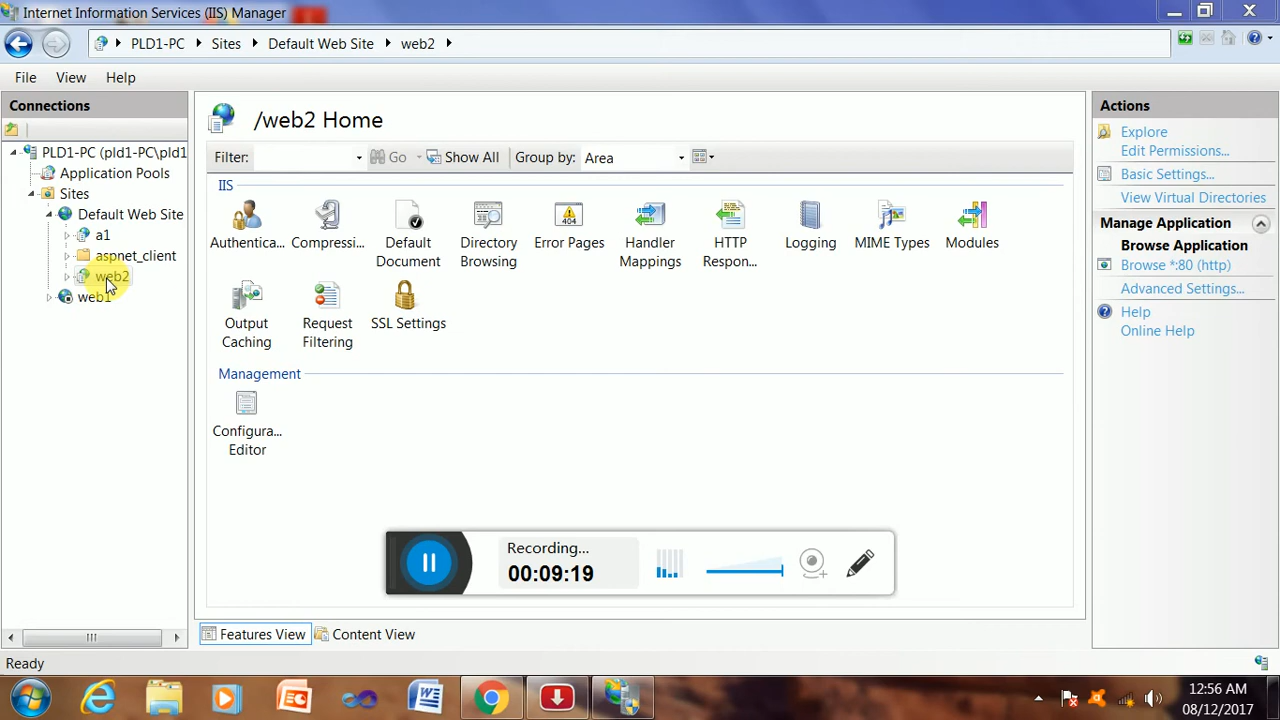 Internet Information Services (IIS) Manager
PLD1-PC
Sites
Default Web Site
web2
File
View
Help
Connections
PLD1-PC (pld1-PC\pld1
Application Pools
Sites
Default Web Site
a1
aspnet_client
web2
web1
/web2 Home
Filter:
Go
Show All
Group by:
Area
IIS
Authentica...
Compressi...
Default
Document
Directory
Browsing
Error Pages
Handler
Mappings
HTTP
Respon...
Logging
MIME Types
Modules
Output
Caching
Request
Filtering
SSL Settings
Management
Configura...
Editor
Recording...
00:09:19
Features View
Content View
Actions
Explore
Edit Permissions...
Basic Settings...
View Virtual Directories
Manage Application
Browse Application
Browse *:80 (http)
Advanced Settings...
Help
Online Help
Ready
12:56 AM
08/12/2017